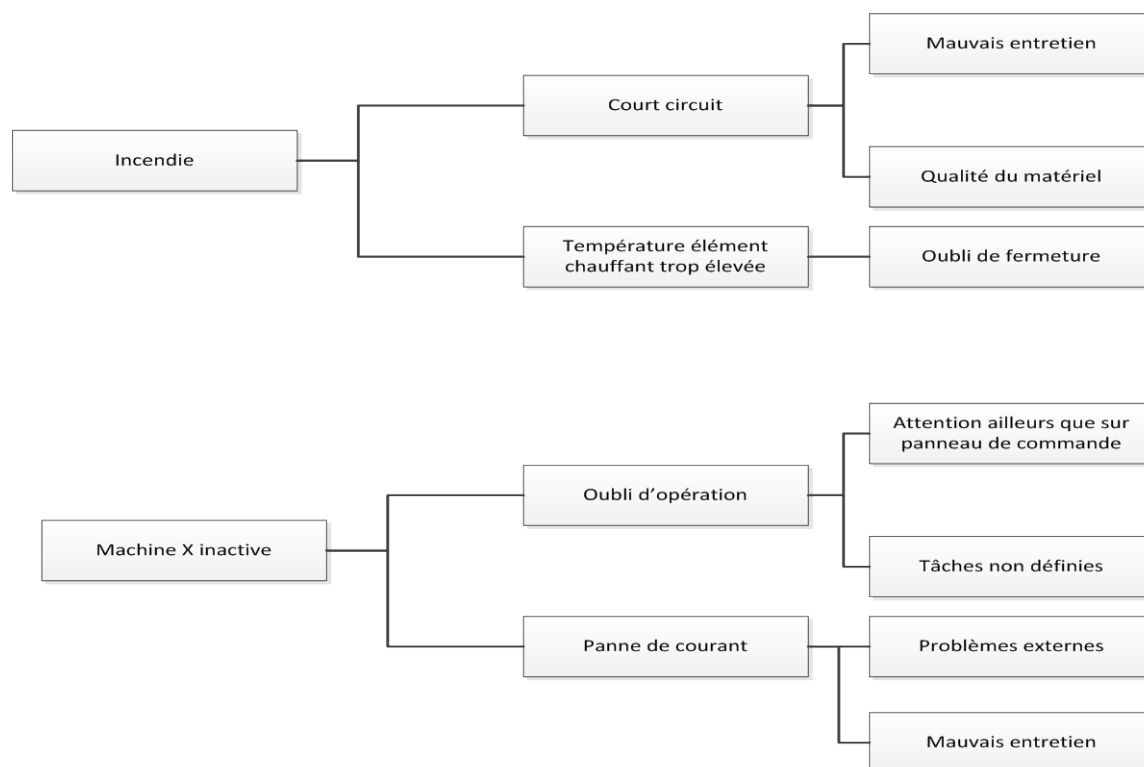 Mauvais entretien
Court circuit
Incendie
Qualité du matériel
Température élément
chauffant trop élevée
Oubli de fermeture
Attention ailleurs que sur
panneau de commande
Oubli d’opération
Machine X inactive
Tâches non définies
Panne de courant
Problèmes externes
Mauvais entretien